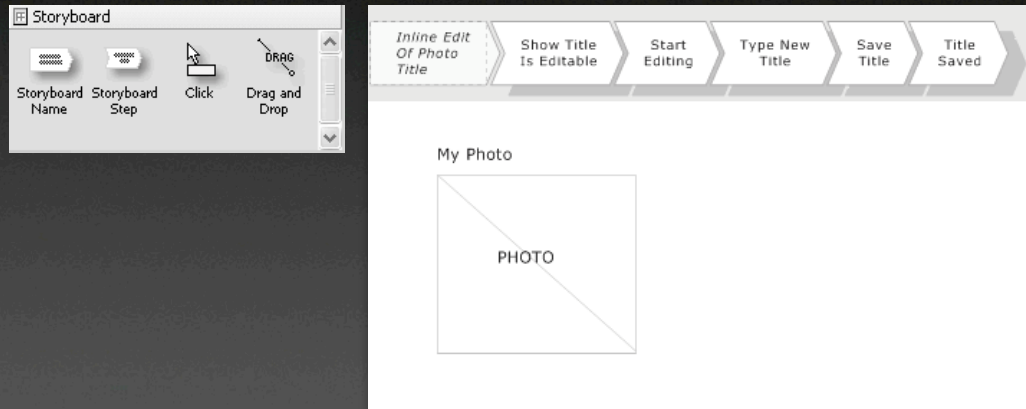 Storyboard
Storyboard Name
Storyboard Step
Click
DRAG
Drag and Drop
Inline Edit
Of Photo
Title
Show Title
Is Editable
Start
Editing
Type New
Title
Save
Title
Title
Saved
My Photo
PHOTO